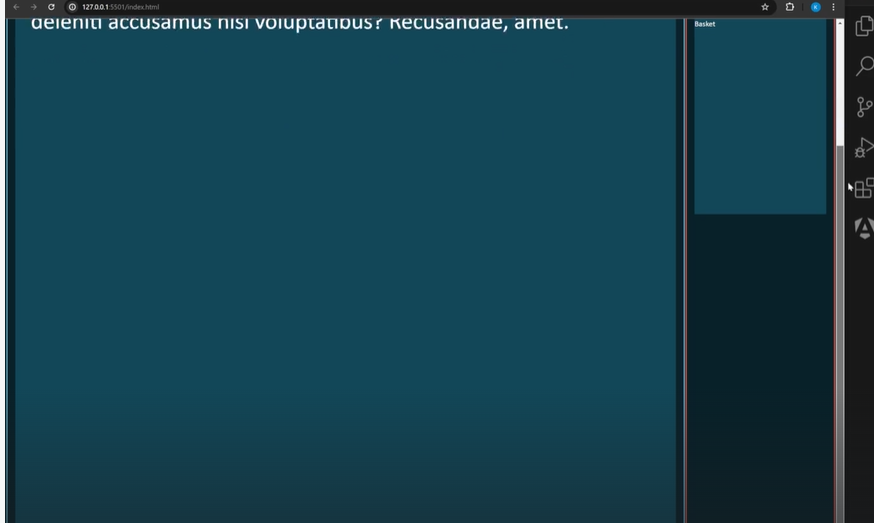 127.0.0.1:5501/index.html
K
deleniti accusamus nisi voluptatibus? Recusandae, amet.
Basket